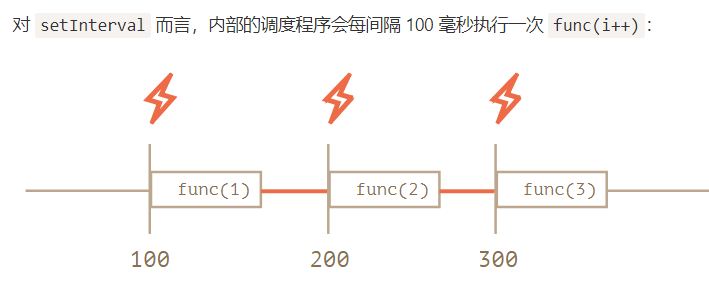 对 setInterval 而言，内部的调度程序会每间隔 100 毫秒执行一次 func(i++)：
func(1) func(2) func(3)
100 200 300